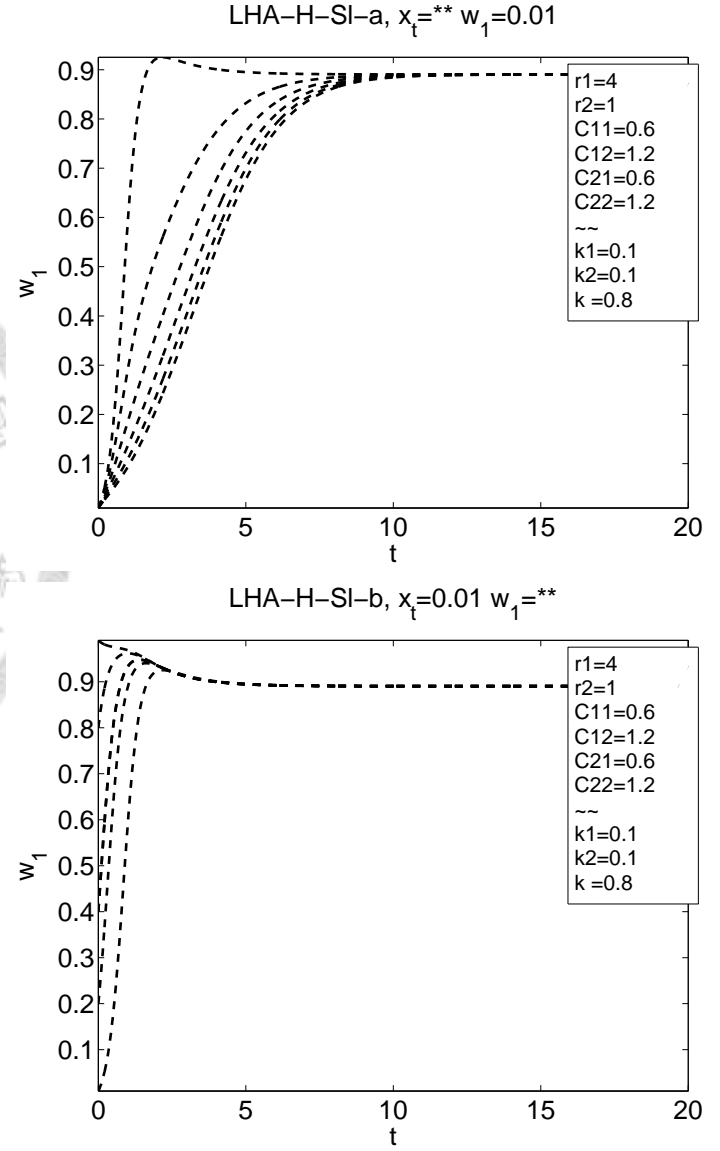 LHA–H–SI–a, x_t=** w_1=0.01
0.9
0.8
0.7
0.6
0.5
0.4
0.3
0.2
0.1
w_1
r1=4
r2=1
C11=0.6
C12=1.2
C21=0.6
C22=1.2
~~
k1=0.1
k2=0.1
k =0.8
0 5 10 15 20
t
LHA–H–SI–b, x_t=0.01 w_1=**
0.9
0.8
0.7
0.6
0.5
0.4
0.3
0.2
0.1
w_1
r1=4
r2=1
C11=0.6
C12=1.2
C21=0.6
C22=1.2
~~
k1=0.1
k2=0.1
k =0.8
0 5 10 15 20
t